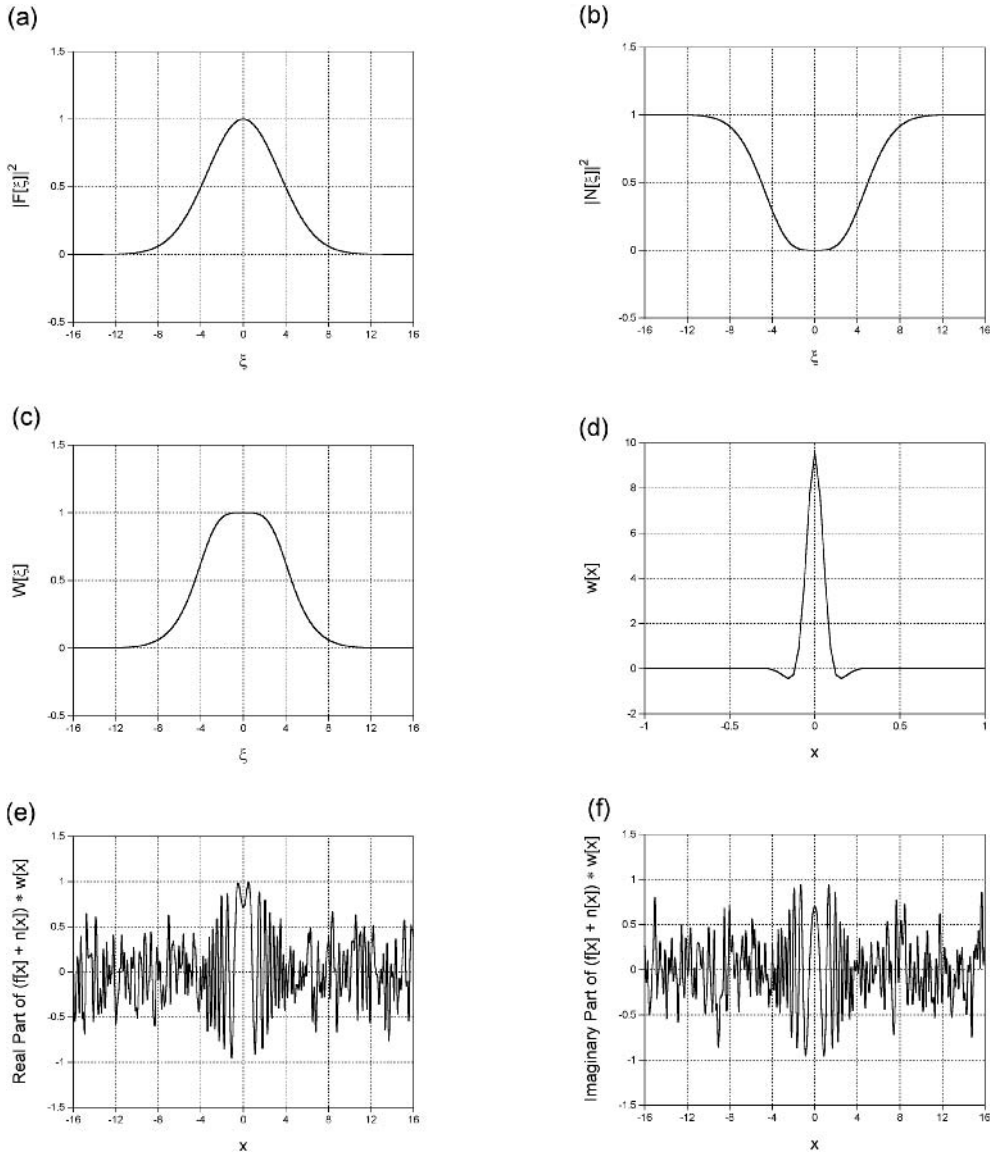 (a)
1.5
1
0.5
0
-0.5
-16 -12 -8 -4 0 4 8 12 16
|F[ξ]|²
ξ
(b)
1.5
1
0.5
0
-0.5
-16 -12 -8 -4 0 4 8 12 16
|N[ξ]|²
ξ
(c)
1.5
1
0.5
0
-0.5
-16 -12 -8 -4 0 4 8 12 16
W[ξ]
ξ
(d)
10
8
6
4
2
0
-2
-1 -0.5 0 0.5 1
w[x]
x
(e)
1.5
1
0.5
0
-0.5
-1
-1.5
-16 -12 -8 -4 0 4 8 12 16
Real Part of (f[x] + n[x]) * w[x]
x
(f)
1.5
1
0.5
0
-0.5
-1
-1.5
-16 -12 -8 -4 0 4 8 12 16
Imaginary Part of (f[x] + n[x]) * w[x]
x